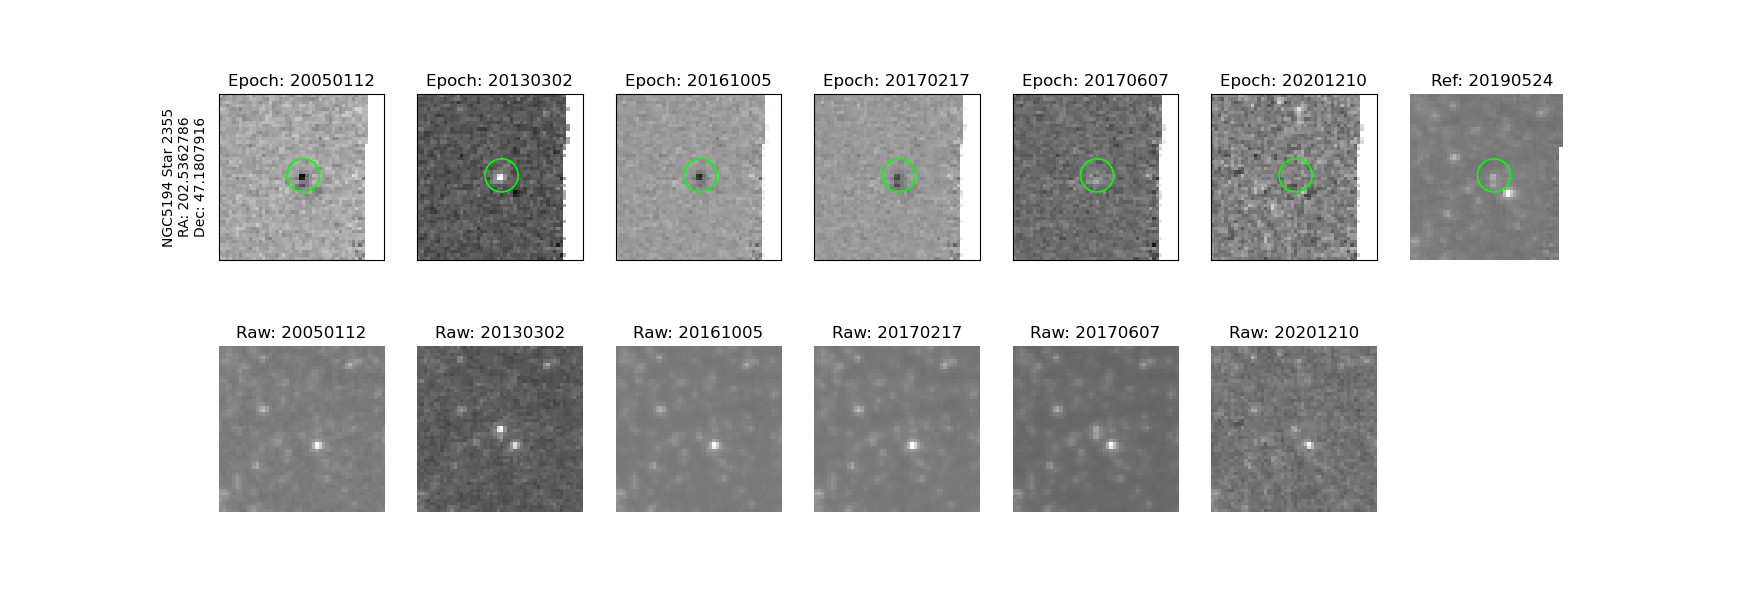 Epoch: 20050112
Epoch: 20130302
Epoch: 20161005
Epoch: 20170217
Epoch: 20170607
Epoch: 20201210
Ref: 20190524
NGC5194 Star 2355
RA: 202.5362786
Dec: 47.1807916
Raw: 20050112
Raw: 20130302
Raw: 20161005
Raw: 20170217
Raw: 20170607
Raw: 20201210